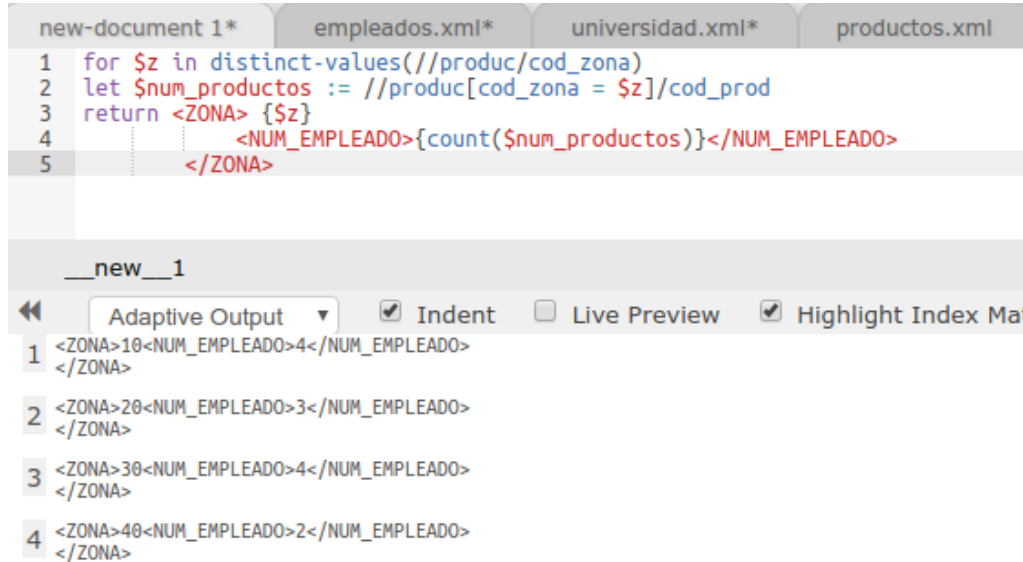 new-document 1* empleados.xml* universidad.xml* productos.xml
1 for $z in distinct-values(//produc/cod_zona)
2 let $num_productos := //produc[cod_zona = $z]/cod_prod
3 return <ZONA> {$z}
4 <NUM_EMPLEADO>{count($num_productos)}</NUM_EMPLEADO>
5 </ZONA>
__new__1
Adaptive Output Indent Live Preview Highlight Index
1 <ZONA>10<NUM_EMPLEADO>4</NUM_EMPLEADO>
</ZONA>
2 <ZONA>20<NUM_EMPLEADO>3</NUM_EMPLEADO>
</ZONA>
3 <ZONA>30<NUM_EMPLEADO>4</NUM_EMPLEADO>
</ZONA>
4 <ZONA>40<NUM_EMPLEADO>2</NUM_EMPLEADO>
</ZONA>